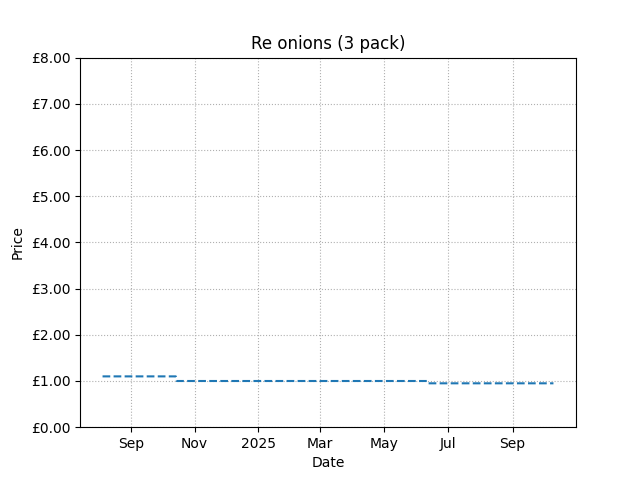 Re onions (3 pack)
£8.00
£7.00
£6.00
£5.00
£4.00
£3.00
£2.00
£1.00
£0.00
Price
Sep Nov 2025 Mar May Jul Sep
Date